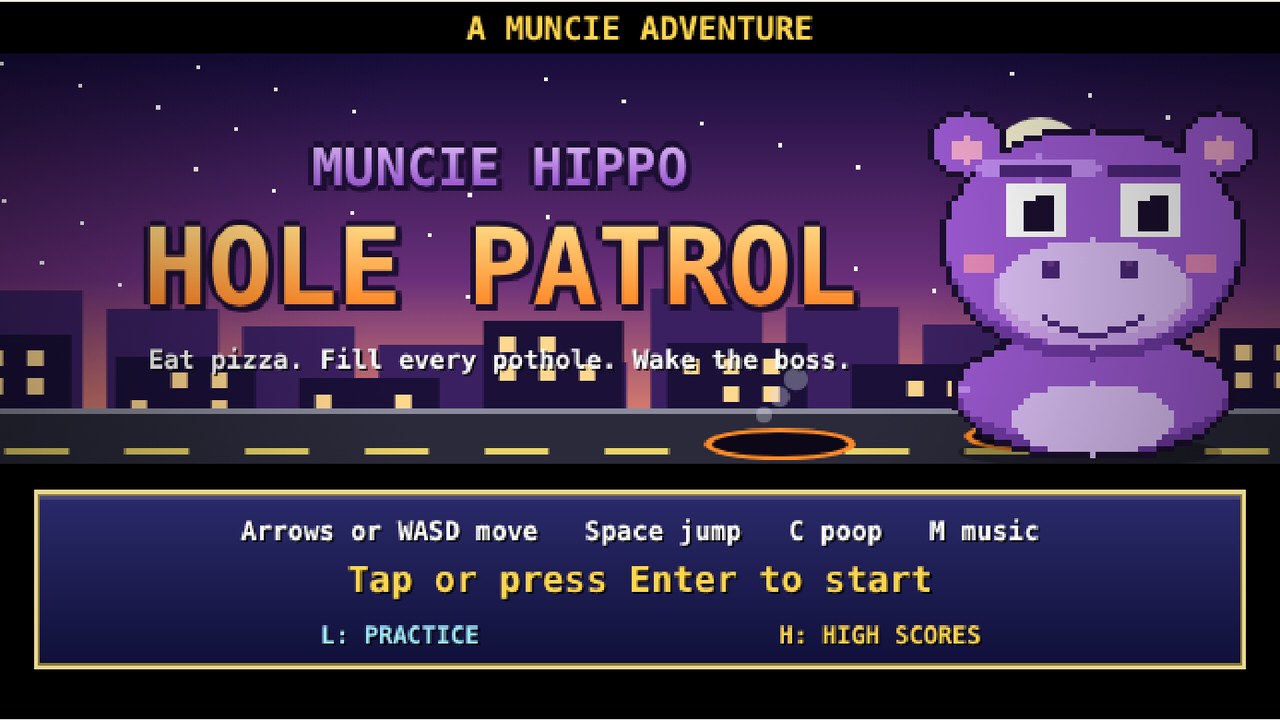 A MUNCIE ADVENTURE
MUNCIE HIPPO
HOLE PATROL
Eat pizza. Fill every pothole. Wake the boss.
Arrows or WASD move   Space jump   C poop   M music
Tap or press Enter to start
L: PRACTICE   H: HIGH SCORES